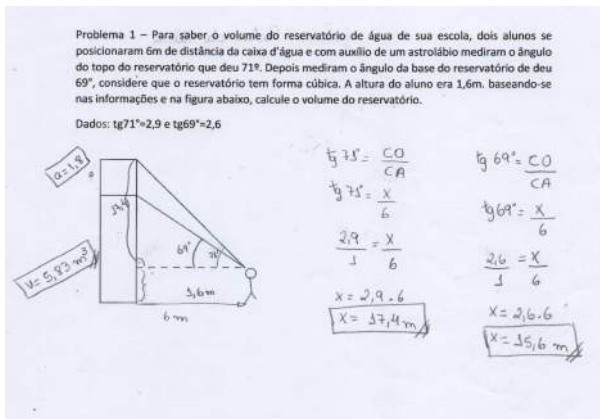 Problema 1 – Para saber o volume do reservatório de água de sua escola, dois alunos se
posicionaram 6m de distância da caixa d'água e com auxílio de um astrolábio mediram o ângulo
do topo do reservatório que deu 71º. Depois mediram o ângulo da base do reservatório de deu
69°, considere que o reservatório tem forma cúbica. A altura do aluno era 1,6m. baseando-se
nas informações e na figura abaixo, calcule o volume do reservatório.
Dados: tg71°=2,9 e tg69°=2,6
a=1,8
17,4
V= 5,83 m³
69°
71°
1,6m
6 m
tg 71° = CO
CA
tg 71° = X
6
2,9 = X
1 6
X = 2,9 . 6
X = 17,4 m
tg 69° = CO
CA
tg 69° = X
6
2,6 = X
1 6
X = 2,6 . 6
X = 15,6 m